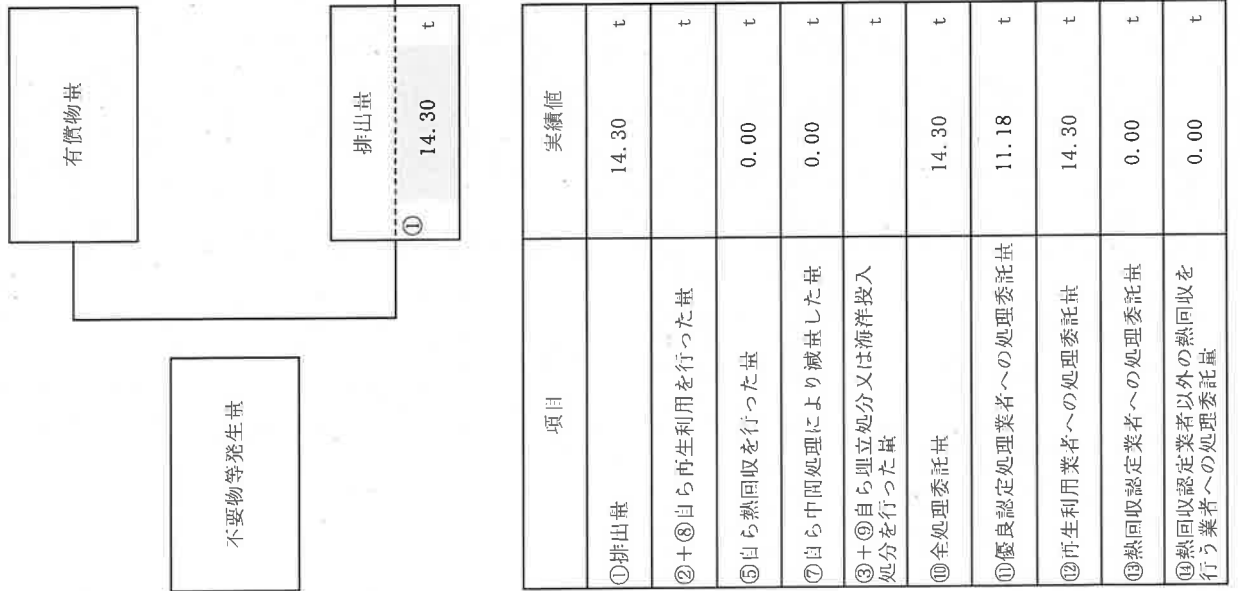 不要物等発生量
有償物量
排出量
① 14.30 t
項目 実績値
①排出量 14.30 t
②+⑧自ら再生利用を行った量 t
⑤自ら熱回収を行った量 0.00 t
⑦自ら中間処理により減量した量 0.00 t
③+⑨自ら埋立処分又は海洋投入
処分を行った量 t
⑩全処理委託量 14.30 t
⑪優良認定処理業者への処理委託量 11.18 t
⑫再生利用業者への処理委託量 14.30 t
⑬熱回収認定業者への処理委託量 0.00 t
⑭熱回収認定業者以外の熱回収を
行う業者への処理委託量 0.00 t